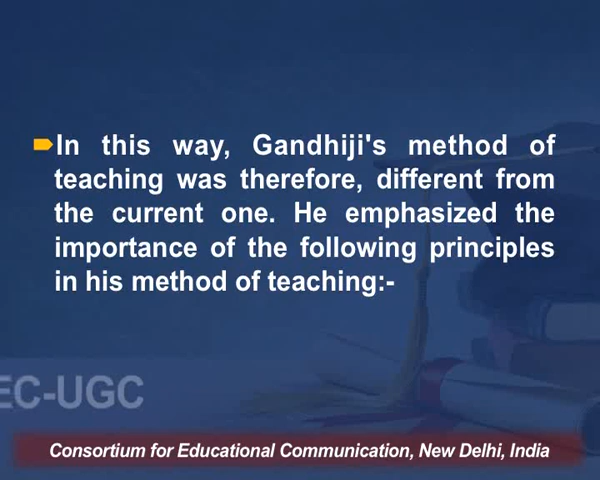 In this way, Gandhiji's method of
teaching was therefore, different from
the current one. He emphasized the
importance of the following principles
in his method of teaching:-
EC-UGC
Consortium for Educational Communication, New Delhi, India